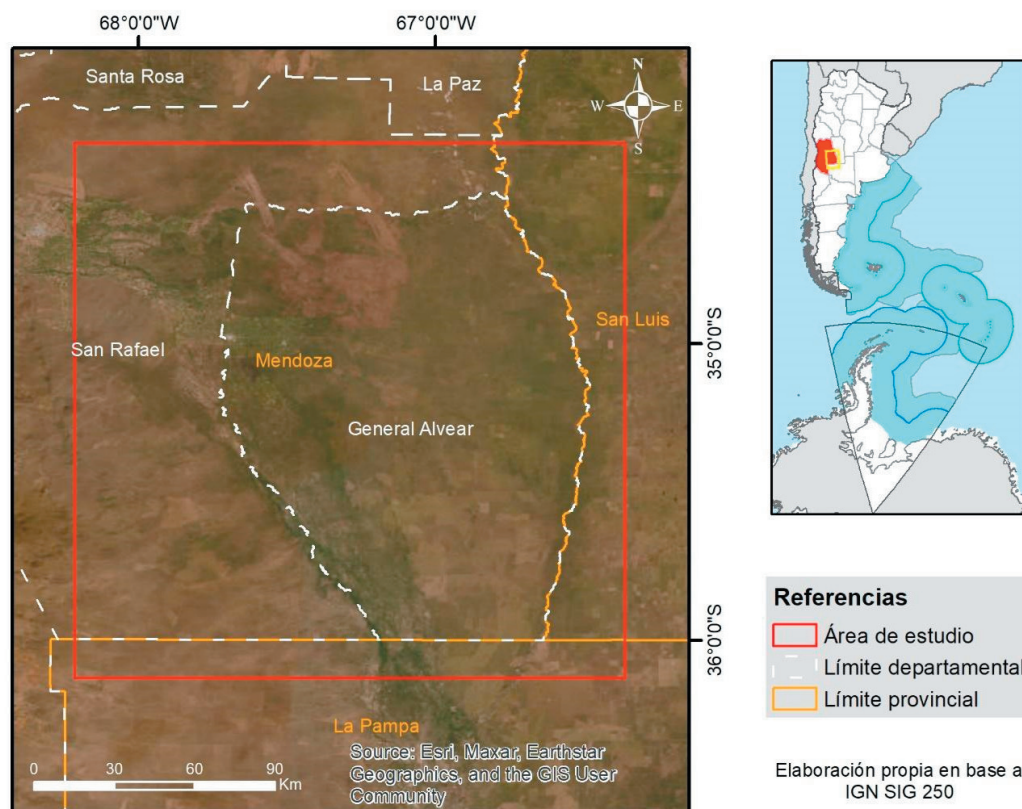 68°0'0"W
67°0'0"W
Santa Rosa
La Paz
N
W
E
S
San Luis
35°0'0"S
San Rafael
Mendoza
General Alvear
36°0'0"S
La Pampa
Source: Esri, Maxar, Earthstar
Geographics, and the GIS User
Community
0 30 60 90
Km
Referencias
Área de estudio
Límite departamental
Límite provincial
Elaboración propia en base a
IGN SIG 250